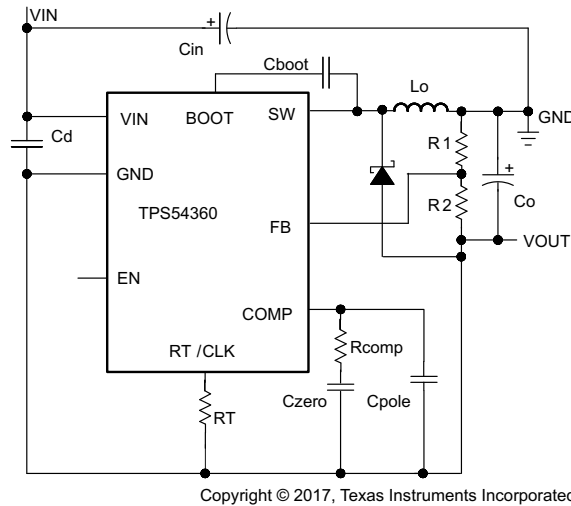 VIN
+
Cin
Cboot
Lo
GND
VIN
BOOT
SW
Cd
R1
+
GND
TPS54360
R2
Co
FB
VOUT
EN
COMP
Rcomp
RT /CLK
Czero
Cpole
RT
Copyright © 2017, Texas Instruments Incorporated